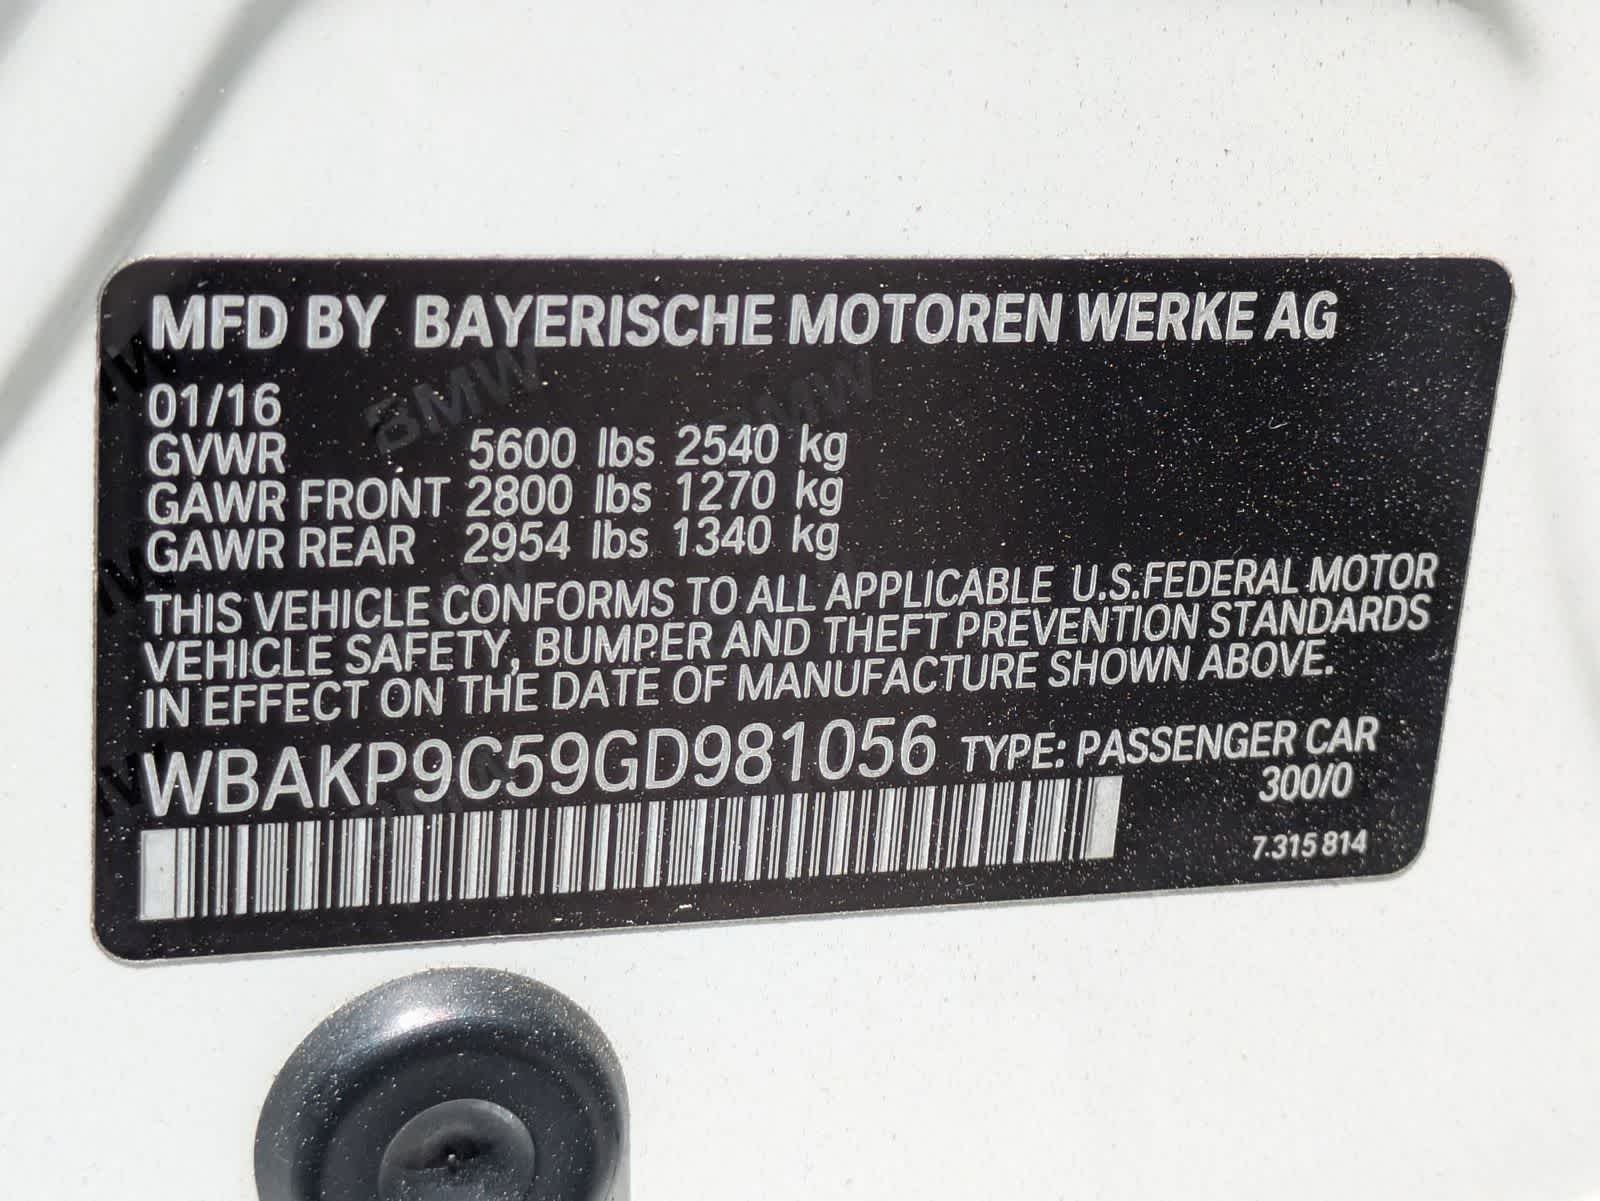 MFD BY BAYERISCHE MOTOREN WERKE AG
01/16
GVWR 5600 lbs 2540 kg
GAWR FRONT 2800 lbs 1270 kg
GAWR REAR 2954 lbs 1340 kg
THIS VEHICLE CONFORMS TO ALL APPLICABLE U.S.FEDERAL MOTOR
VEHICLE SAFETY, BUMPER AND THEFT PREVENTION STANDARDS
IN EFFECT ON THE DATE OF MANUFACTURE SHOWN ABOVE.
WBAKP9C59GD981056 TYPE: PASSENGER CAR
300/0
7.315 814
BMW
BMW